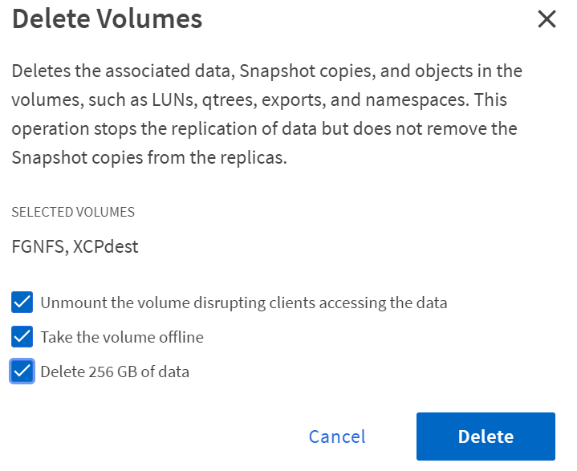 Delete Volumes
Deletes the associated data, Snapshot copies, and objects in the
volumes, such as LUNs, qtrees, exports, and namespaces. This
operation stops the replication of data but does not remove the
Snapshot copies from the replicas.
SELECTED VOLUMES
FGNFS, XCPdest
Unmount the volume disrupting clients accessing the data
Take the volume offline
Delete 256 GB of data
Cancel Delete